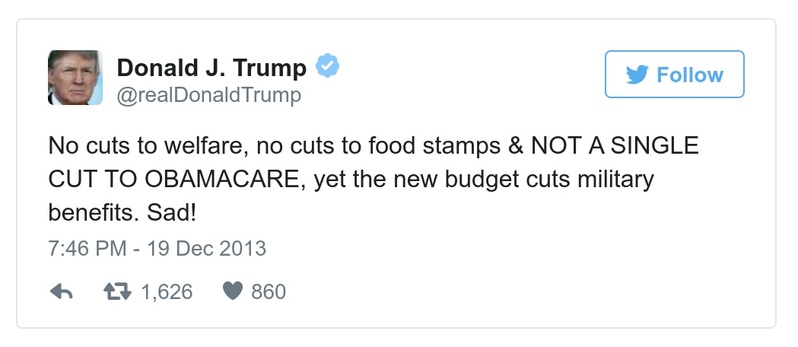 Donald J. Trump
@realDonaldTrump
Follow
No cuts to welfare, no cuts to food stamps & NOT A SINGLE
CUT TO OBAMACARE, yet the new budget cuts military
benefits. Sad!
7:46 PM - 19 Dec 2013
1,626 860